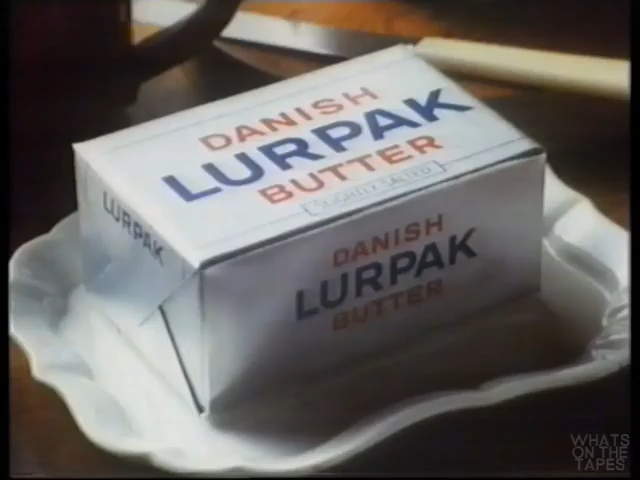 DANISH
LURPAK
BUTTER
SLIGHTLY SALTED
LURPAK
DANISH
LURPAK
BUTTER
WHATS
ON THE
TAPES